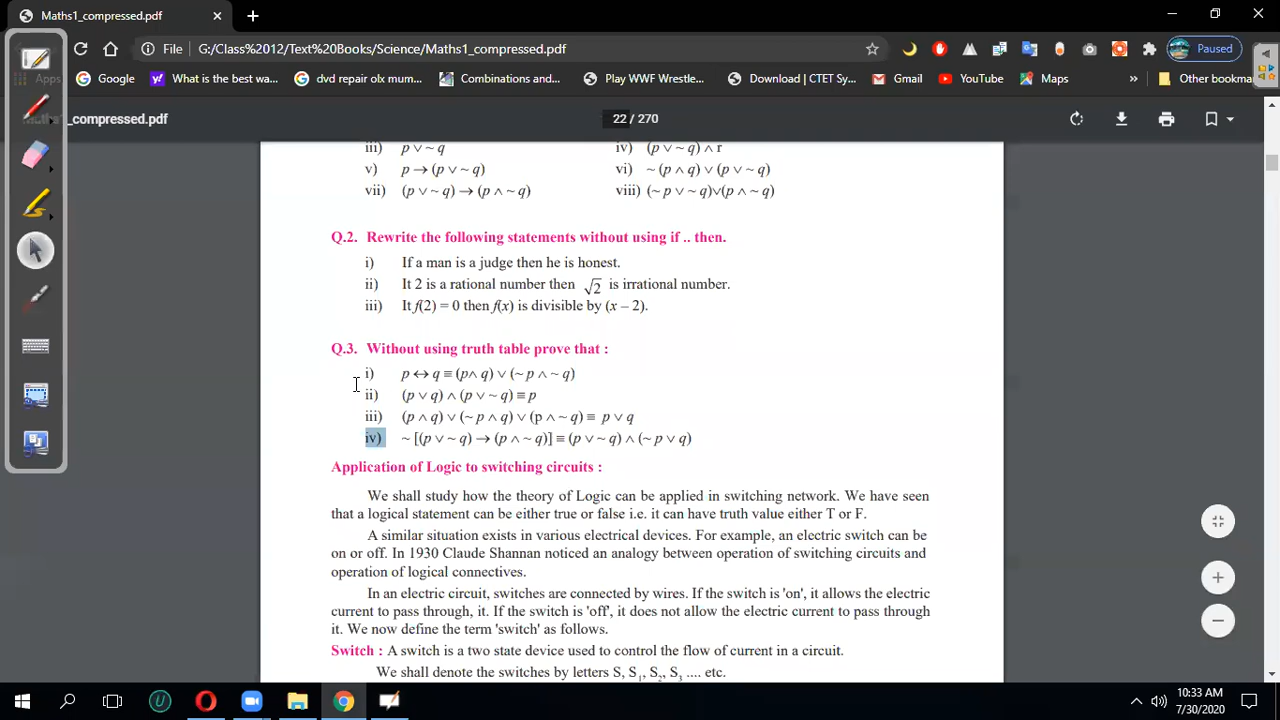 Maths1_compressed.pdf
File G:/Class%2012/Text%20Books/Science/Maths1_compressed.pdf Paused
Apps Google What is the best wa... dvd repair olx mum... Combinations and... Play WWF Wrestle... Download | CTET Sy... Gmail YouTube Maps » Other bookma
_compressed.pdf 22 / 270
iii) p ∨ ~ q iv) (p ∨ ~ q) ∧ r
v) p → (p ∨ ~ q) vi) ~ (p ∧ q) ∨ (p ∨ ~ q)
vii) (p ∨ ~ q) → (p ∧ ~ q) viii) (~ p ∨ ~ q)∨(p ∧ ~ q)
Q.2. Rewrite the following statements without using if .. then.
i) If a man is a judge then he is honest.
ii) It 2 is a rational number then √2 is irrational number.
iii) It f(2) = 0 then f(x) is divisible by (x – 2).
Q.3. Without using truth table prove that :
i) p ↔ q ≡ (p∧ q) ∨ (~ p ∧ ~ q)
ii) (p ∨ q) ∧ (p ∨ ~ q) ≡ p
iii) (p ∧ q) ∨ (~ p ∧ q) ∨ (p ∧ ~ q) ≡ p ∨ q
iv) ~ [(p ∨ ~ q) → (p ∧ ~ q)] ≡ (p ∨ ~ q) ∧ (~ p ∨ q)
Application of Logic to switching circuits :
We shall study how the theory of Logic can be applied in switching network. We have seen
that a logical statement can be either true or false i.e. it can have truth value either T or F.
A similar situation exists in various electrical devices. For example, an electric switch can be
on or off. In 1930 Claude Shannan noticed an analogy between operation of switching circuits and
operation of logical connectives.
In an electric circuit, switches are connected by wires. If the switch is 'on', it allows the electric
current to pass through, it. If the switch is 'off', it does not allow the electric current to pass through
it. We now define the term 'switch' as follows.
Switch : A switch is a two state device used to control the flow of current in a circuit.
We shall denote the switches by letters S, S1, S2, S3 .... etc.
10:33 AM
7/30/2020